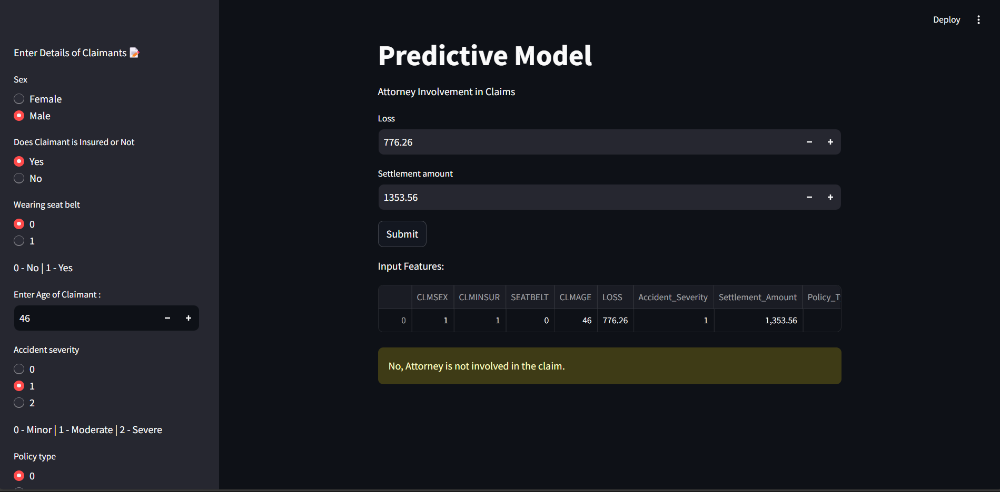 Deploy
Enter Details of Claimants 📝
Sex
Female
Male
Does Claimant is Insured or Not
Yes
No
Wearing seat belt
0
1
0 - No | 1 - Yes
Enter Age of Claimant :
46
Accident severity
0
1
2
0 - Minor | 1 - Moderate | 2 - Severe
Policy type
0
Predictive Model
Attorney Involvement in Claims
Loss
776.26
Settlement amount
1353.56
Submit
Input Features:
CLMSEX CLMINSUR SEATBELT CLMAGE LOSS Accident_Severity Settlement_Amount Policy_T
0 1 1 0 46 776.26 1 1,353.56
No, Attorney is not involved in the claim.